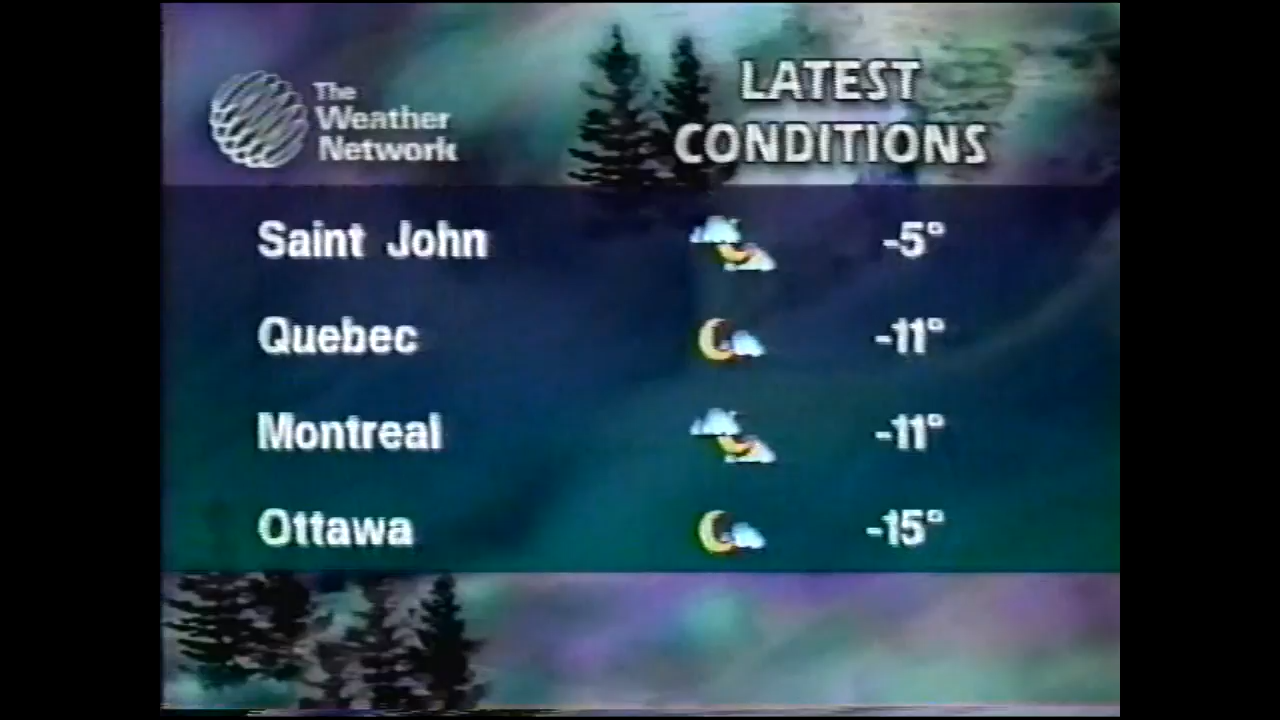 The
Weather
Network
LATEST
CONDITIONS
Saint John -5°
Quebec -11°
Montreal -11°
Ottawa -15°